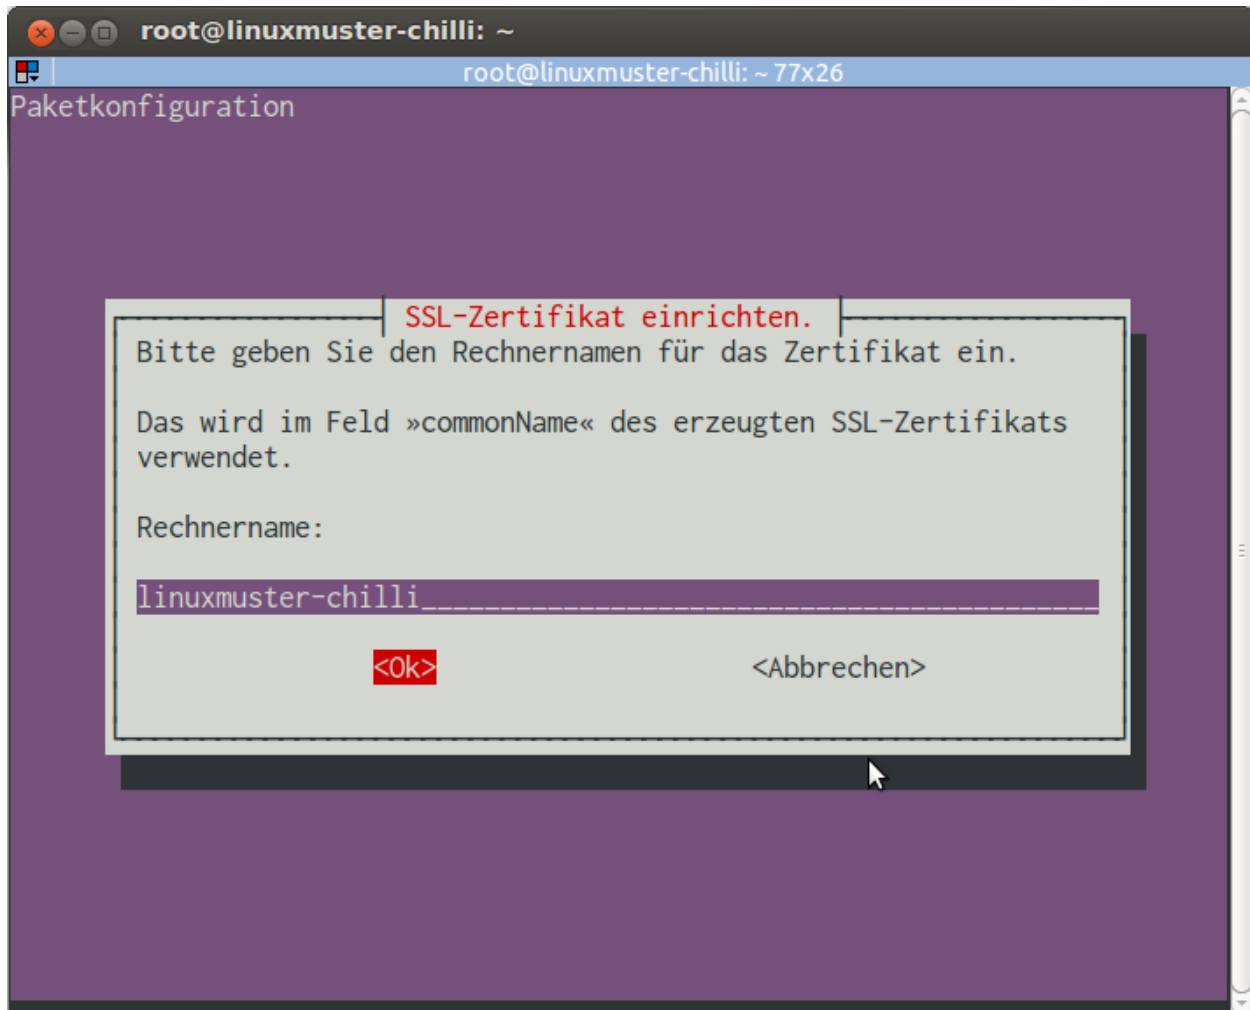 root@linuxmuster-chilli: ~
root@linuxmuster-chilli: ~ 77x26
Paketkonfiguration
SSL-Zertifikat einrichten.
Bitte geben Sie den Rechnernamen für das Zertifikat ein.
Das wird im Feld »commonName« des erzeugten SSL-Zertifikats
verwendet.
Rechnername:
linuxmuster-chilli___________________________________________
<Ok> <Abbrechen>